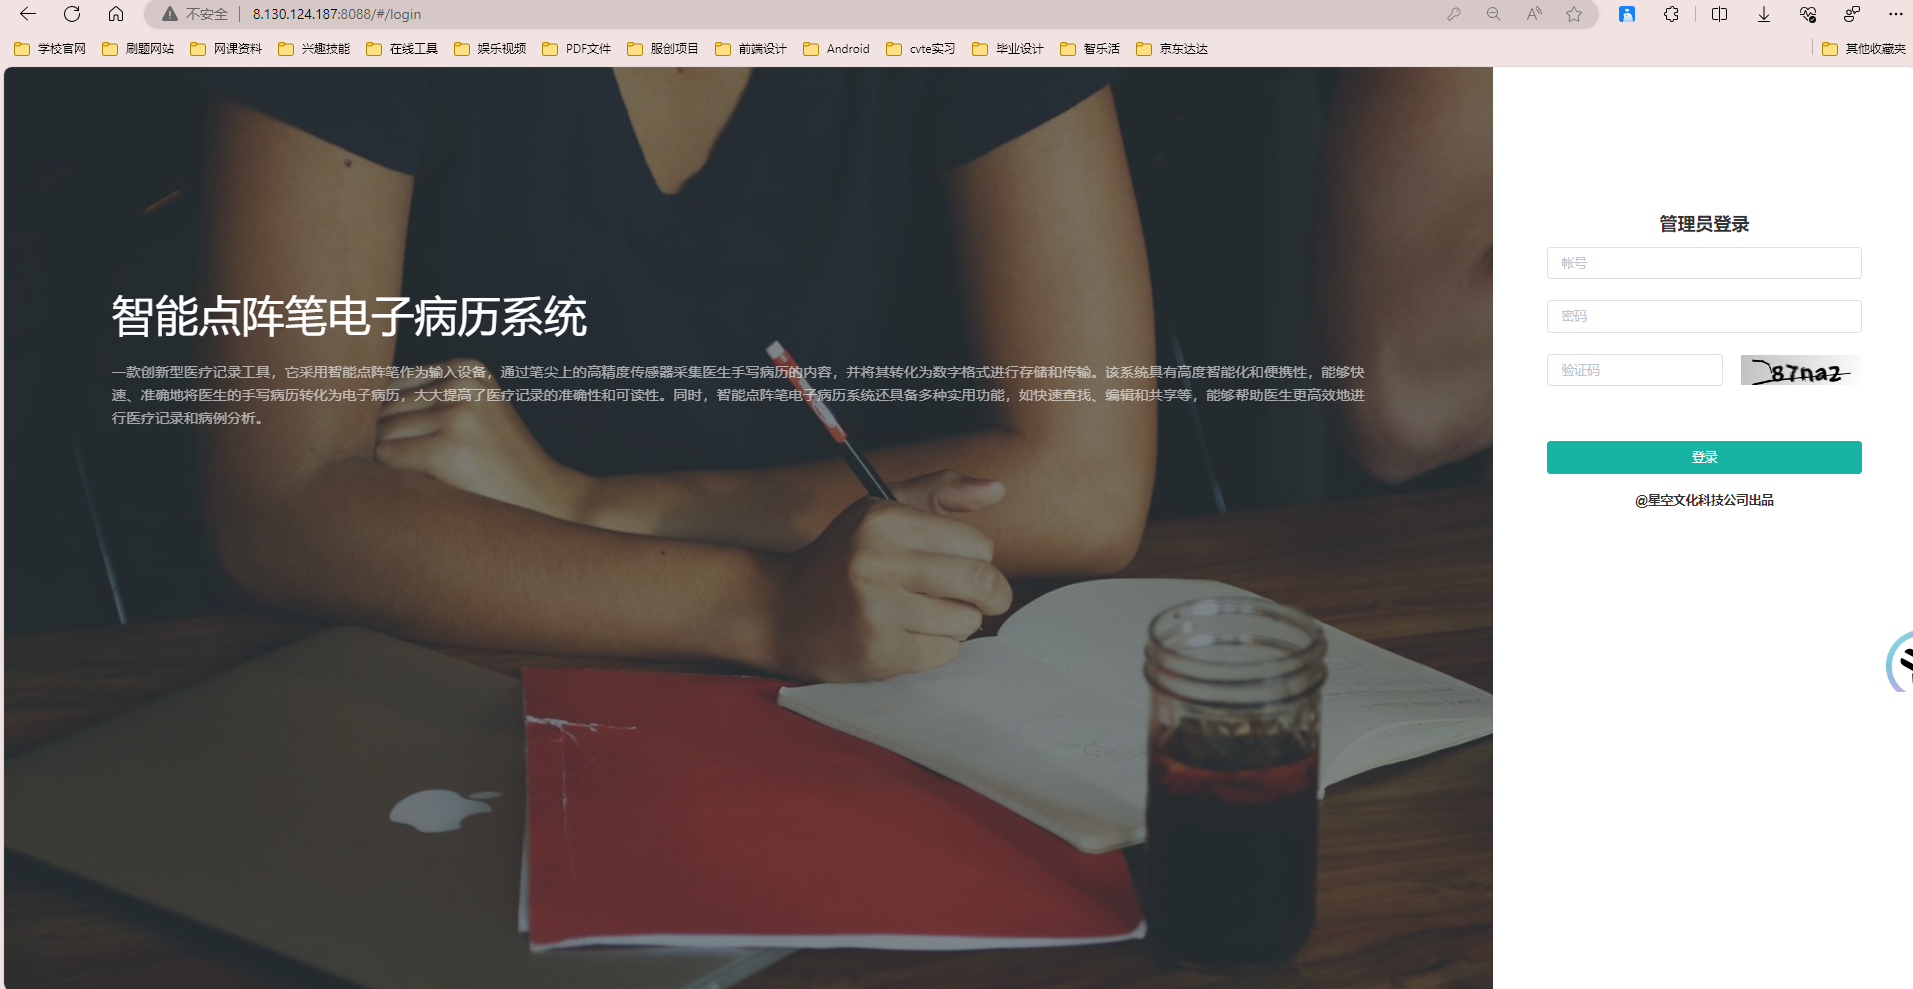 不安全
8.130.124.187:8088/#/login
学校官网
刷题网站
网课资料
兴趣技能
在线工具
娱乐视频
PDF文件
服创项目
前端设计
Android
cvte实习
毕业设计
智乐活
京东达达
其他收藏夹
智能点阵笔电子病历系统
一款创新型医疗记录工具，它采用智能点阵笔作为输入设备，通过笔尖上的高精度传感器采集医生手写病历的内容，并将其转化为数字格式进行存储和传输。该系统具有高度智能化和便携性，能够快
速、准确地将医生的手写病历转化为电子病历，大大提高了医疗记录的准确性和可读性。同时，智能点阵笔电子病历系统还具备多种实用功能，如快速查找、编辑和共享等，能够帮助医生更高效地进
行医疗记录和病例分析。
管理员登录
帐号
密码
验证码
87naz
登录
@星空文化科技公司出品